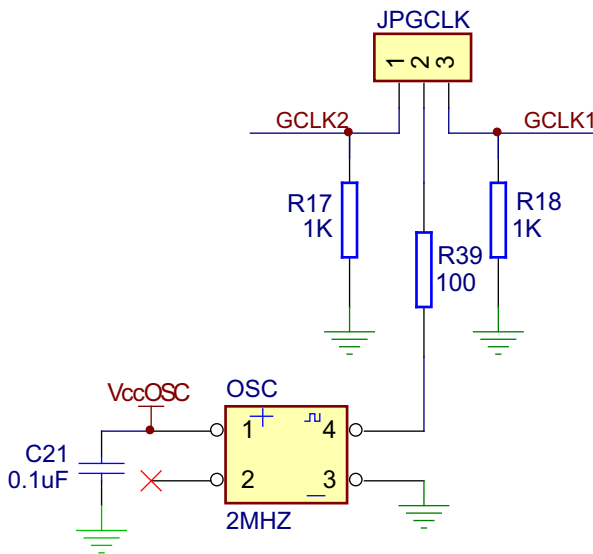 JPGCLK
1 2 3
GCLK2
GCLK1
R17
1K
R18
1K
R39
100
VccOSC
OSC
1
4
C21
0.1uF
2
3
2MHZ